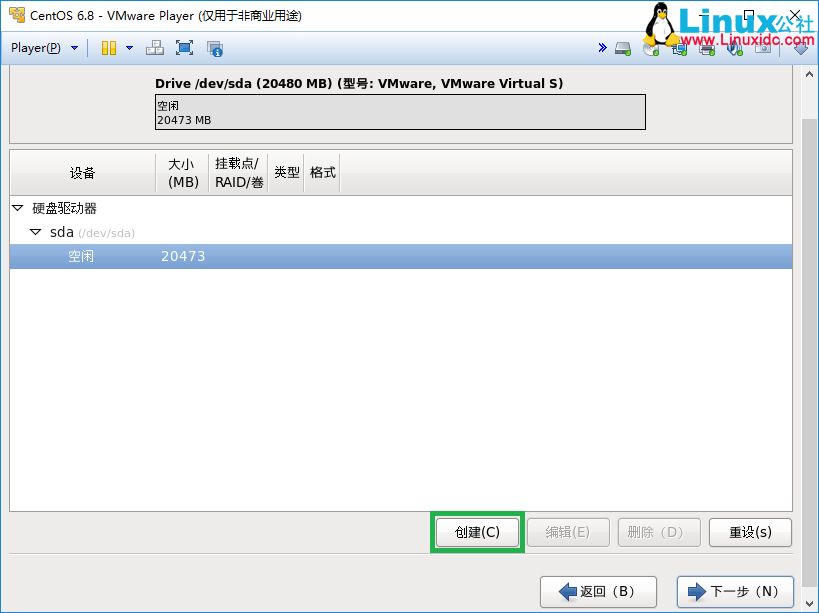 CentOS 6.8 - VMware Player (仅用于非商业用途)
Linux公社
www.Linuxidc.com
Player(P)
Drive /dev/sda (20480 MB) (型号: VMware, VMware Virtual S)
空闲
20473 MB
设备
大小
(MB)
挂载点/
RAID/卷
类型
格式
硬盘驱动器
sda (/dev/sda)
空闲 20473
创建(C) 编辑(E) 删除（D） 重设(s)
返回（B） 下一步（N）